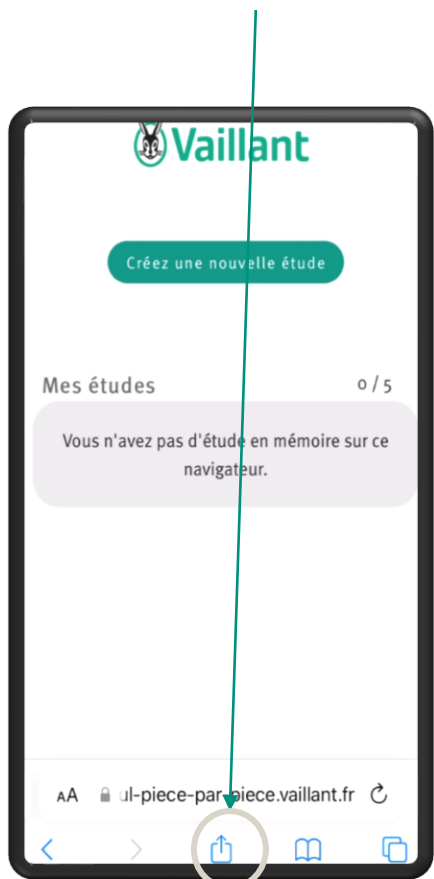 Vaillant
Créez une nouvelle étude
Mes études
0 / 5
Vous n'avez pas d'étude en mémoire sur ce
navigateur.
AA
ul-piece-par-piece.vaillant.fr